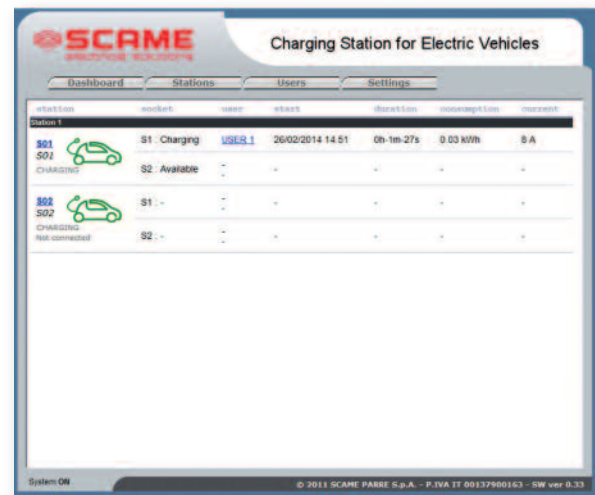 SCAME
electrical solutions
Charging Station for Electric Vehicles
Dashboard Stations Users Settings
station socket user start duration consumption current
Station 1
S01 S1 : Charging USER 1 26/02/2014 14.51 0h-1m-27s 0.03 kWh 8 A
S01
CHARGING S2 : Available - - - - -
-
S02 S1 : - - - - - -
S02 -
CHARGING
Not connected S2 : - - - - - -
-
System: ON © 2011 SCAME PARRE S.p.A. - P.IVA IT 00137900163 - SW ver 0.33